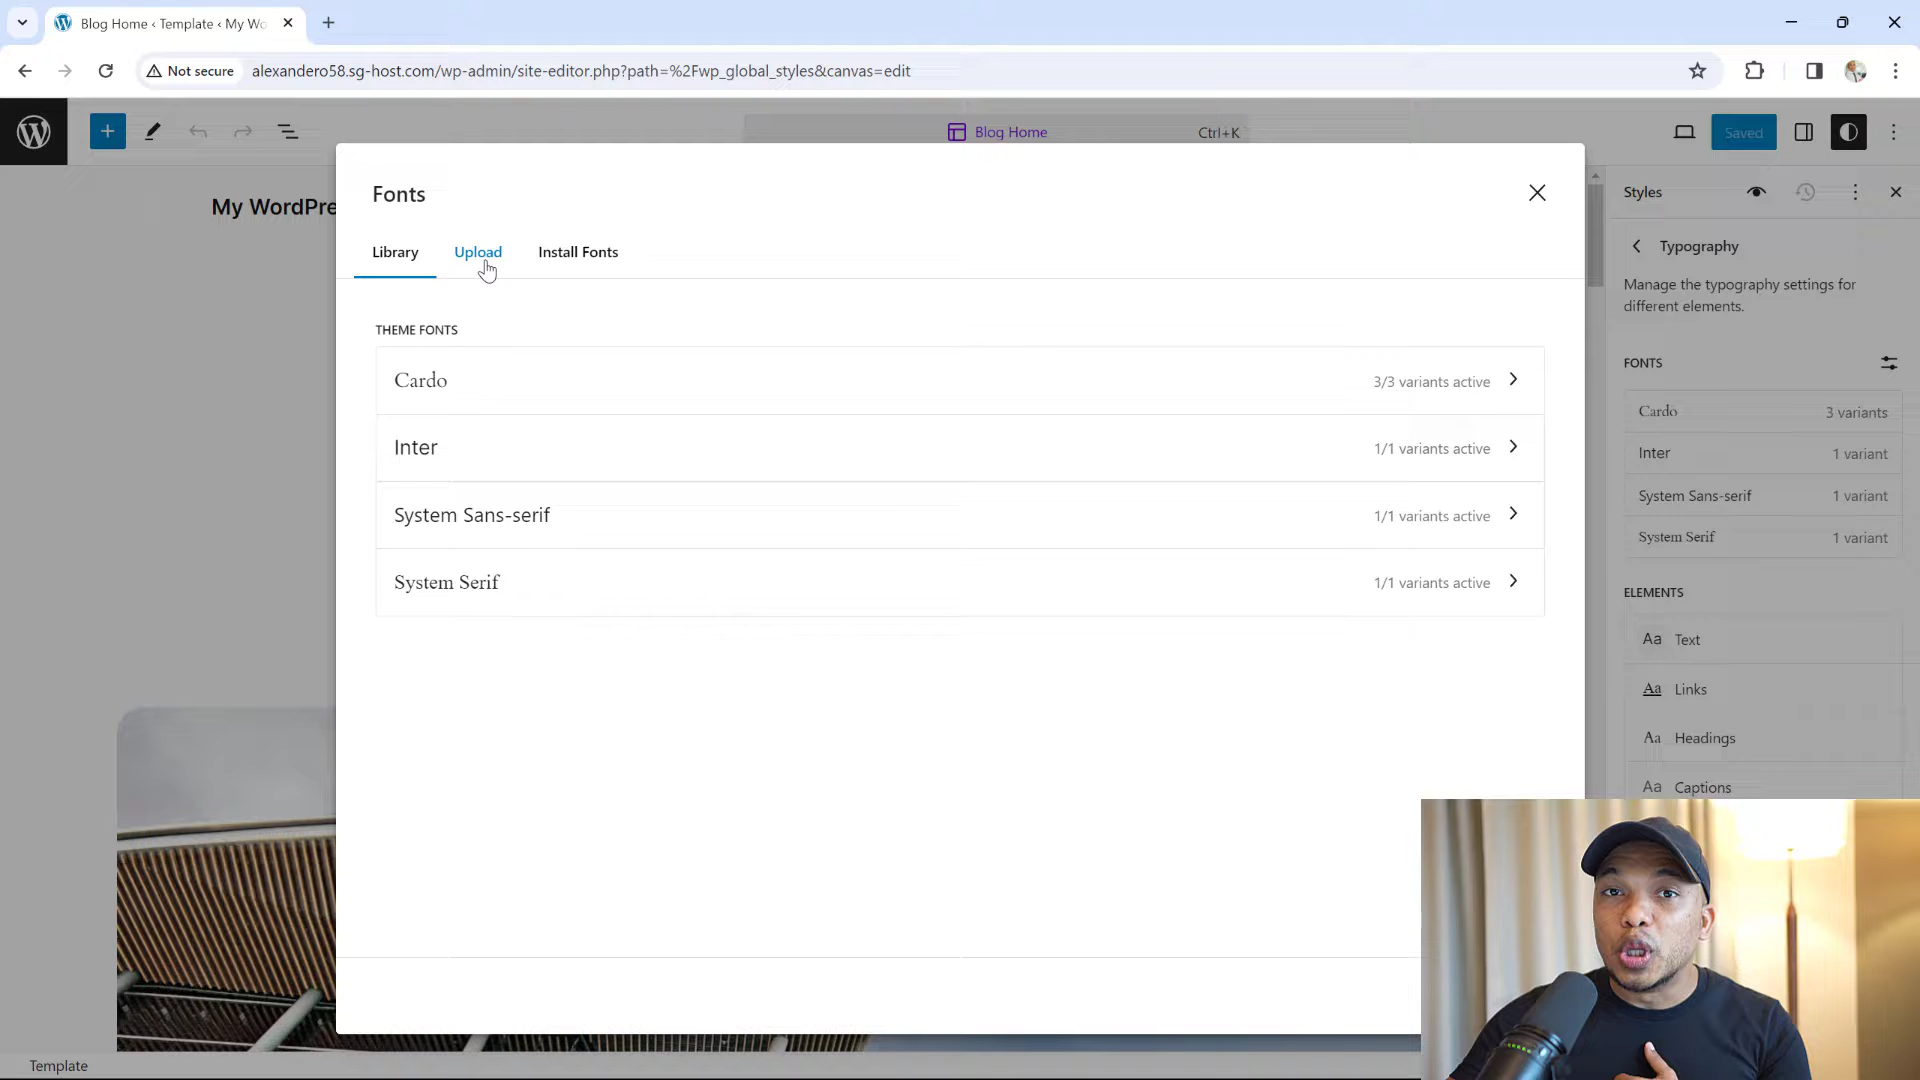 Blog Home ‹ Template ‹ My Wo
Not secure
alexandero58.sg-host.com/wp-admin/site-editor.php?path=%2Fwp_global_styles&canvas=edit
Blog Home
Ctrl+K
Saved
My WordPre
Fonts
Library
Upload
Install Fonts
THEME FONTS
Cardo
3/3 variants active
Inter
1/1 variants active
System Sans-serif
1/1 variants active
System Serif
1/1 variants active
Styles
Typography
Manage the typography settings for
different elements.
FONTS
Cardo
3 variants
Inter
1 variant
System Sans-serif
1 variant
System Serif
1 variant
ELEMENTS
Aa Text
Aa Links
Aa Headings
Aa Captions
Template